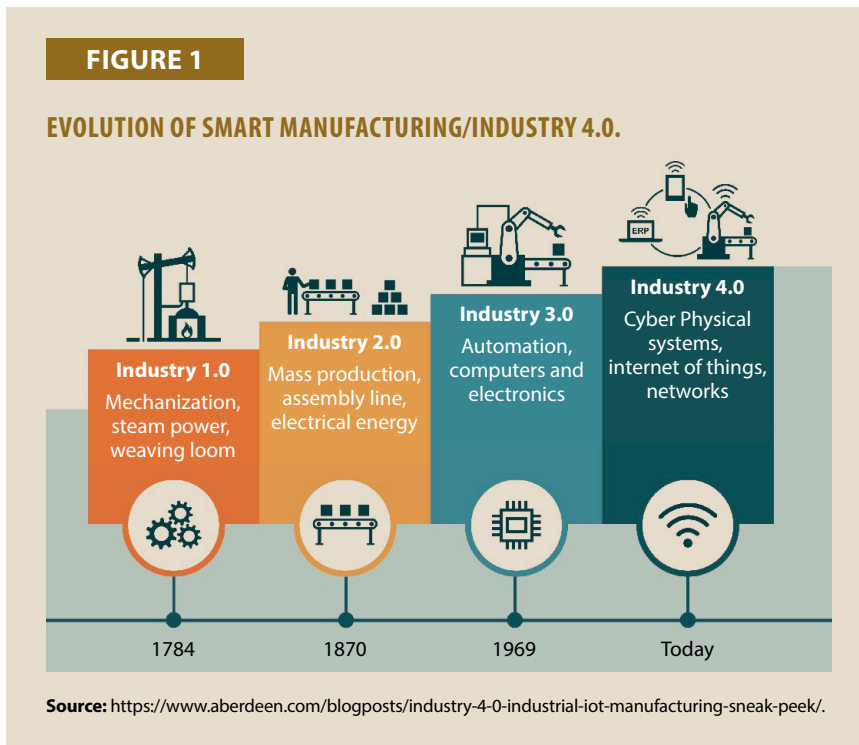 FIGURE 1
EVOLUTION OF SMART MANUFACTURING/INDUSTRY 4.0.
ERP
Industry 1.0
Mechanization,
steam power,
weaving loom
Industry 2.0
Mass production,
assembly line,
electrical energy
Industry 3.0
Automation,
computers and
electronics
Industry 4.0
Cyber Physical
systems,
internet of things,
networks
1784
1870
1969
Today
Source: https://www.aberdeen.com/blogposts/industry-4-0-industrial-iot-manufacturing-sneak-peek/.